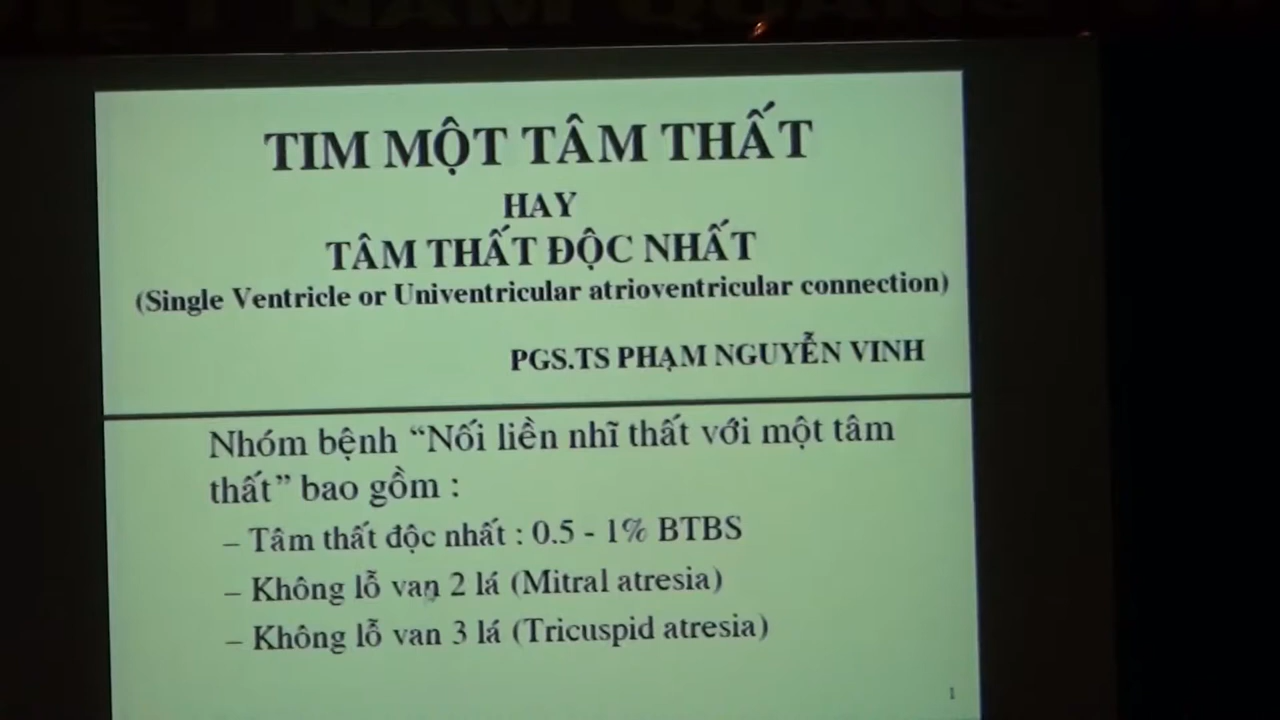 TIM MỘT TÂM THẤT
HAY
TÂM THẤT ĐỘC NHẤT
(Single Ventricle or Univentricular atrioventricular connection)
PGS.TS PHẠM NGUYỄN VINH
Nhóm bệnh “Nối liền nhĩ thất với một tâm
thất” bao gồm :
– Tâm thất độc nhất : 0.5 - 1% BTBS
– Không lỗ van 2 lá (Mitral atresia)
– Không lỗ van 3 lá (Tricuspid atresia)
1